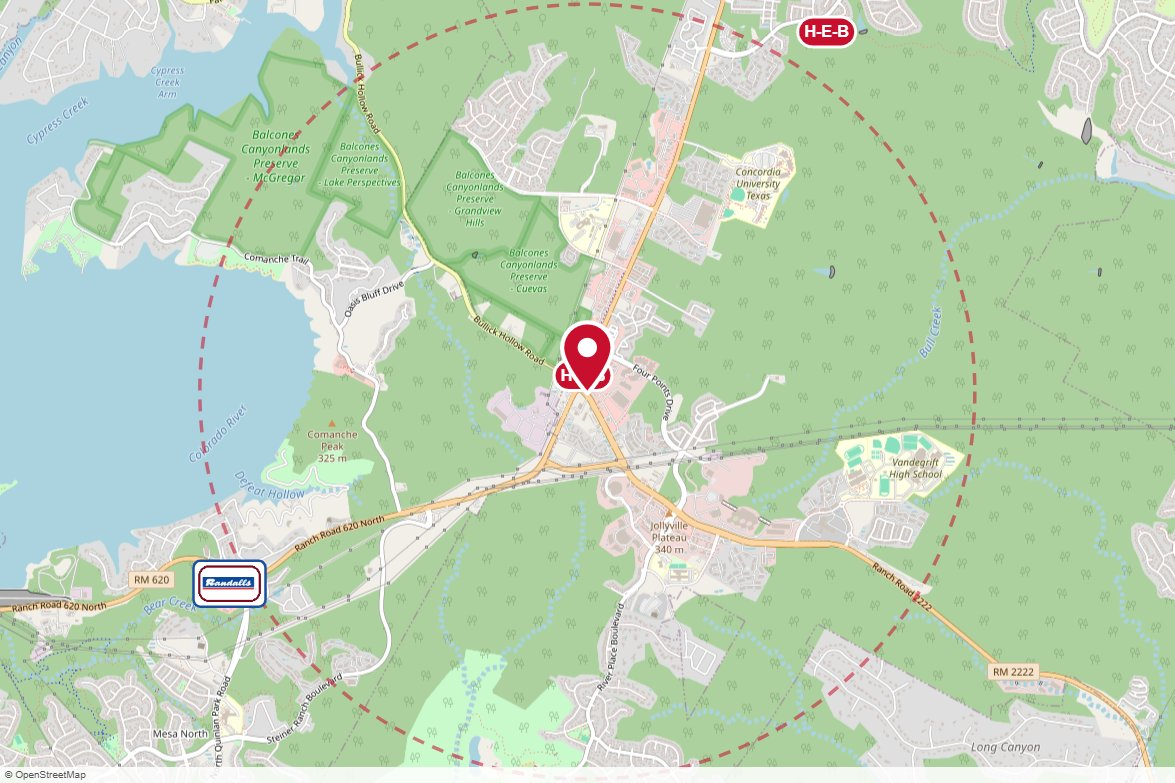 H-E-B
Cypress
Creek
Arm
Cypress Creek
Bullick Hollow Road
Balcones
Canyonlands
Preserve
- McGregor
Balcones
Canyonlands
Preserve
- Lake Perspectives
Balcones
Canyonlands
Preserve
- Grandview
Hills
Concordia
University
Texas
Balcones
Canyonlands
Preserve
- Cuevas
Comanche Trail
Oasis Bluff Drive
Bullick Hollow Road
Bull Creek
Four Points Drive
Colorado River
Comanche
Peak
325 m
Defeat Hollow
Vandegrift
High School
Ranch Road 620 North
Jollyville
Plateau
340 m
RM 620
Randalls
Ranch Road 620 North
Bear Creek
Ranch Road 2222
RM 2222
River Place Boulevard
Steiner Ranch Boulevard
Mesa North
North Quinlan Park Road
Long Canyon
© OpenStreetMap